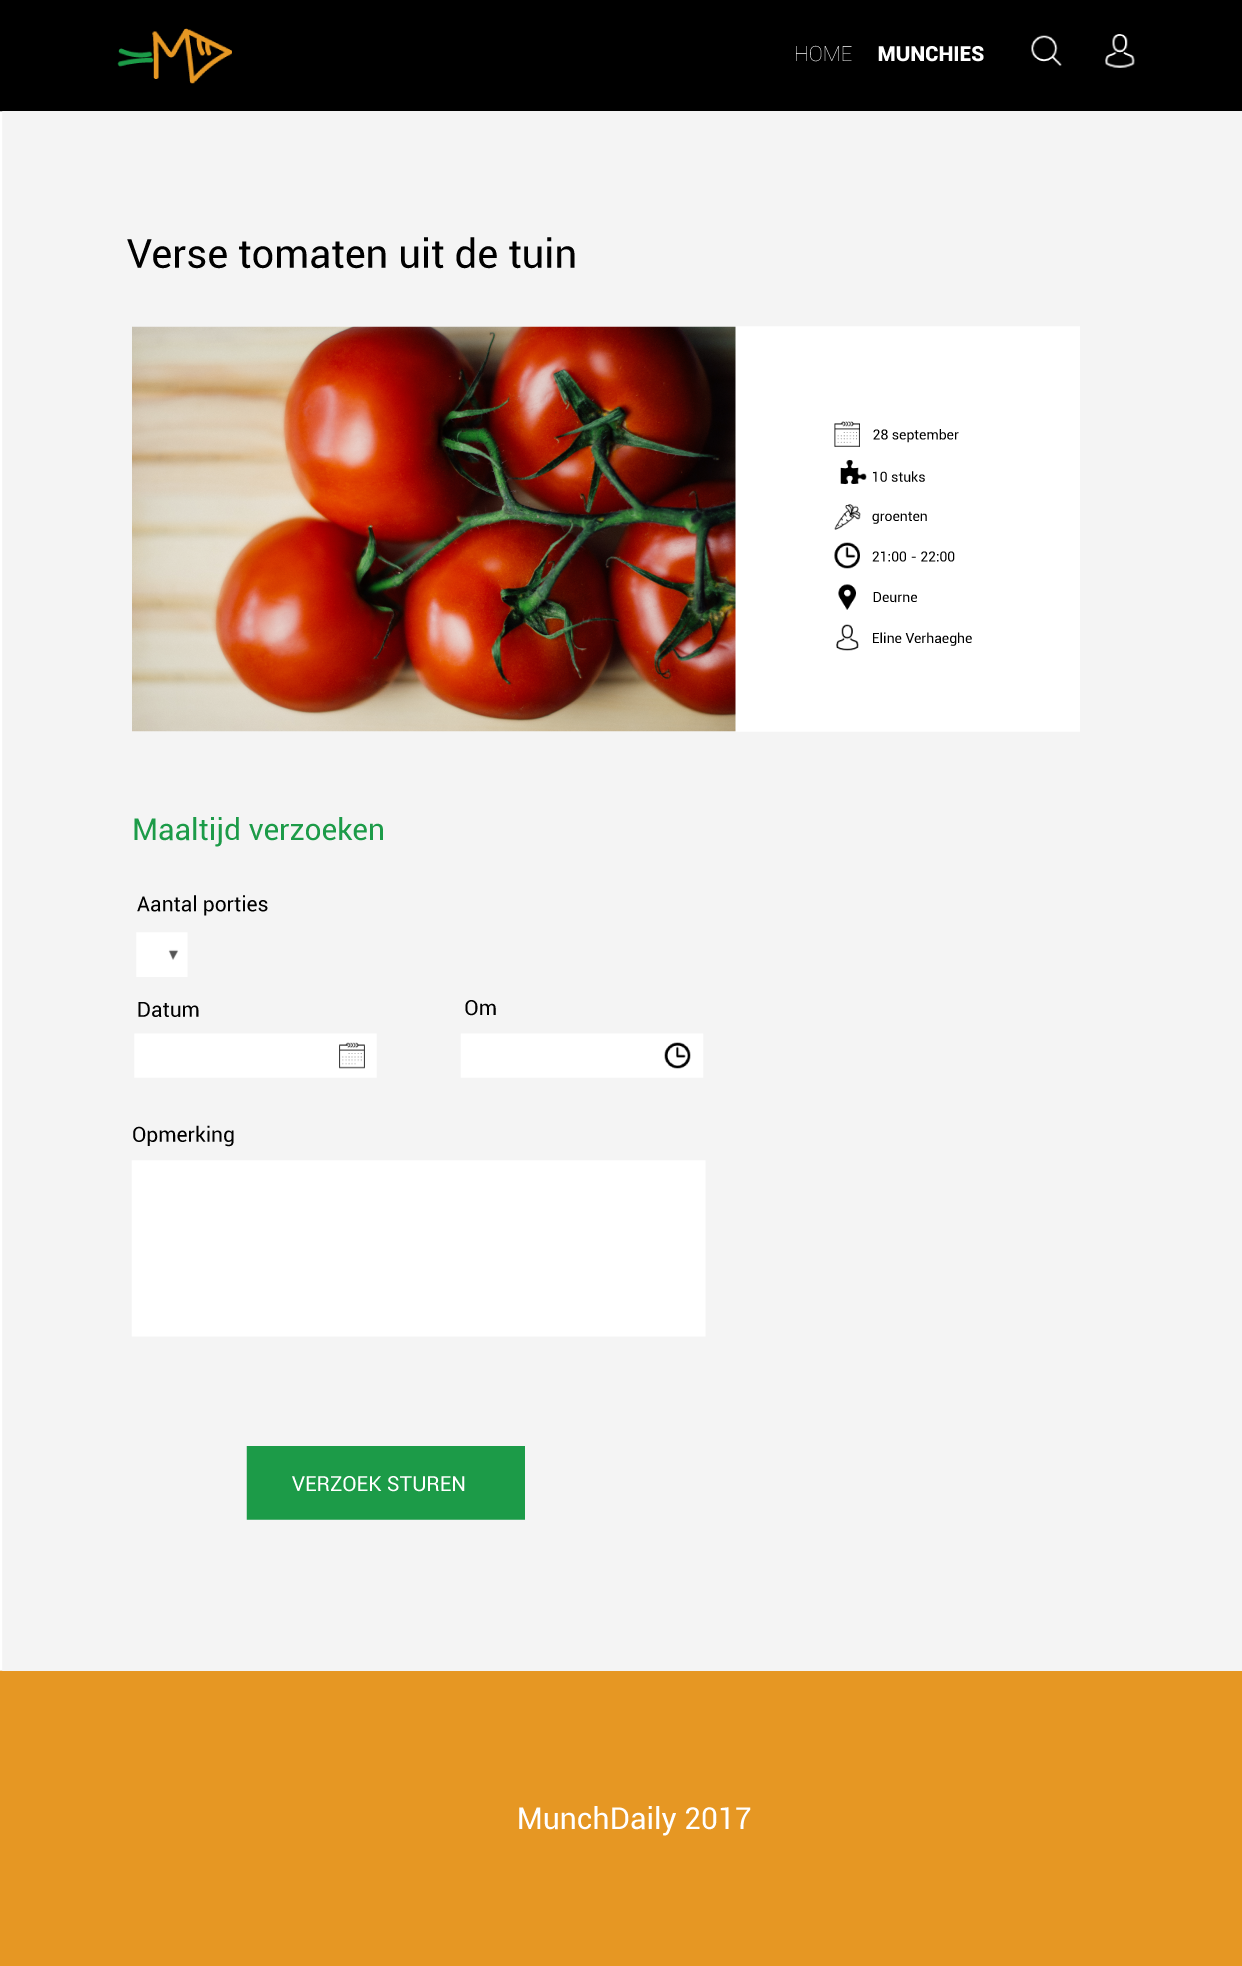 HOME MUNCHIES
Verse tomaten uit de tuin
28 september
10 stuks
groenten
21:00 - 22:00
Deurne
Eline Verhaeghe
Maaltijd verzoeken
Aantal porties
Datum
Om
Opmerking
VERZOEK STUREN
MunchDaily 2017